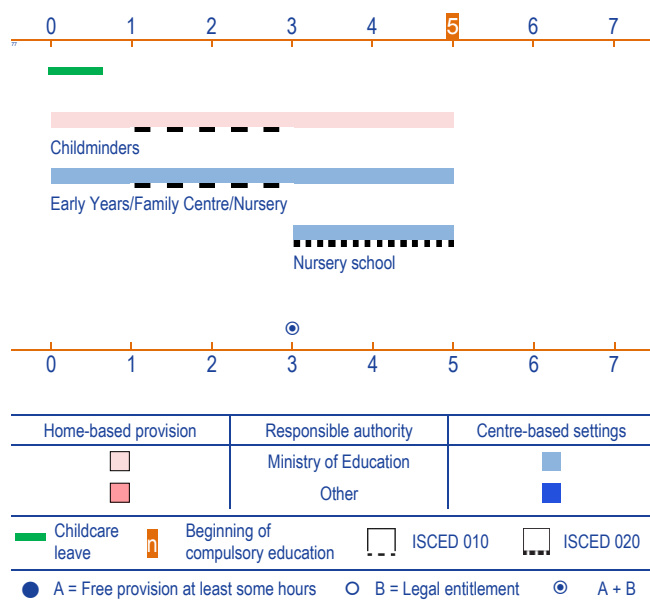 0 1 2 3 4 5 6 7
Childminders
Early Years/Family Centre/Nursery
Nursery school
0 1 2 3 4 5 6 7
Home-based provision Responsible authority Centre-based settings
Ministry of Education
Other
Childcare
leave
n
Beginning of
compulsory education
ISCED 010
ISCED 020
A = Free provision at least some hours B = Legal entitlement A + B